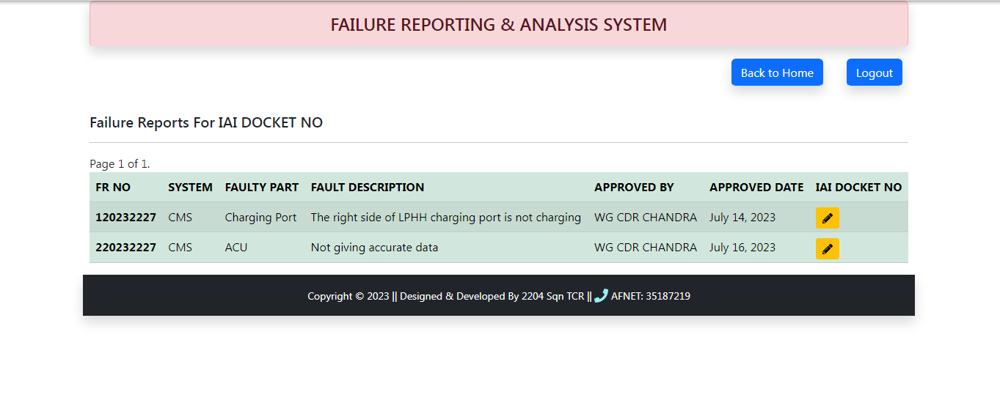 FAILURE REPORTING & ANALYSIS SYSTEM
Back to Home Logout
Failure Reports For IAI DOCKET NO
Page 1 of 1.
FR NO SYSTEM FAULTY PART FAULT DESCRIPTION APPROVED BY APPROVED DATE IAI DOCKET NO
120232227 CMS Charging Port The right side of LPHH charging port is not charging WG CDR CHANDRA July 14, 2023
220232227 CMS ACU Not giving accurate data WG CDR CHANDRA July 16, 2023
Copyright © 2023 || Designed & Developed By 2204 Sqn TCR || AFNET: 35187219